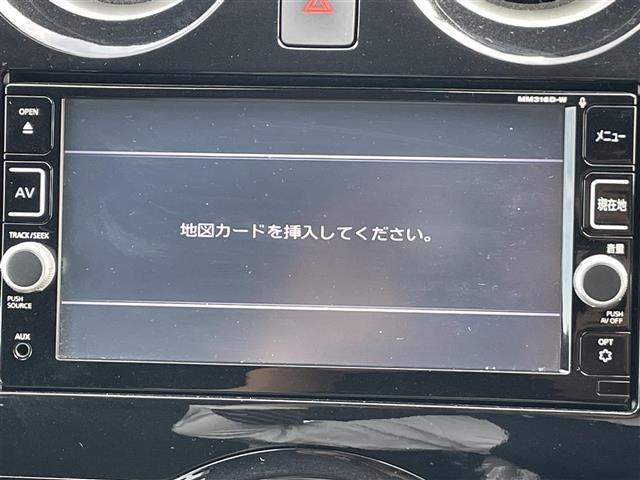 MM316D-W
OPEN
メニュー
AV
現在地
地図カードを挿入してください。
TRACK/SEEK
音量
PUSH
SOURCE
PUSH
AV OFF
AUX
OPT